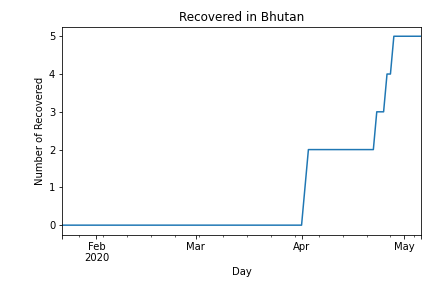 Recovered in Bhutan
Number of Recovered
5
4
3
2
1
0
Feb
2020
Mar
Apr
May
Day